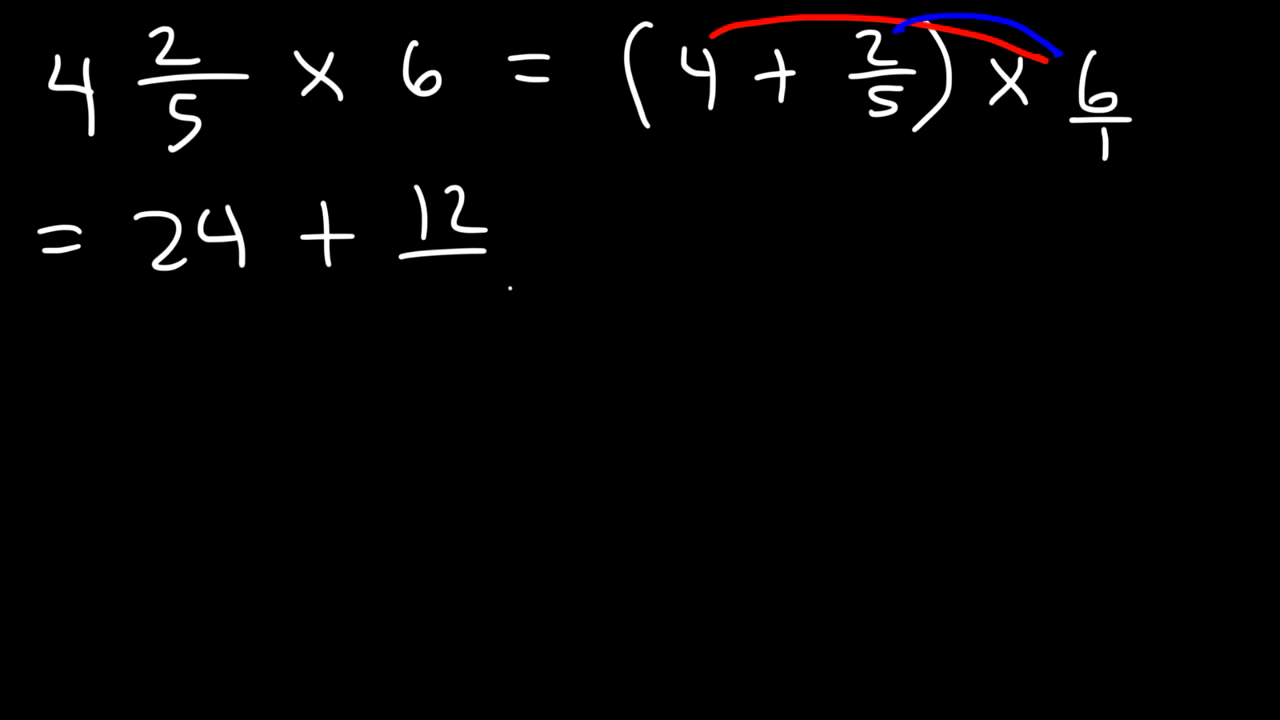 4 2/5 × 6 = (4 + 2/5) × 6/1
= 24 + 12/